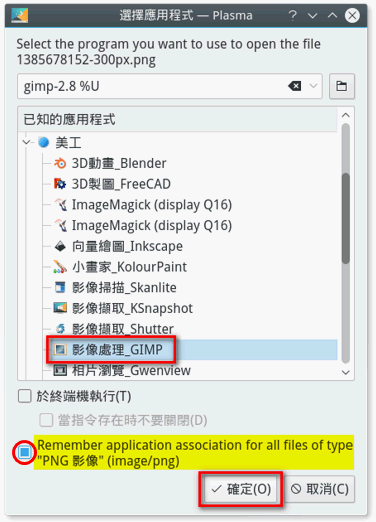 選擇應用程式 — Plasma
Select the program you want to use to open the file
1385678152-300px.png
gimp-2.8 %U
已知的應用程式
美工
3D動畫_Blender
3D製圖_FreeCAD
ImageMagick (display Q16)
ImageMagick (display Q16)
向量繪圖_Inkscape
小畫家_KolourPaint
影像掃描_Skanlite
影像擷取_KSnapshot
影像擷取_Shutter
影像處理_GIMP
相片瀏覽_Gwenview
於終端機執行(T)
當指令存在時不要關閉(D)
Remember application association for all files of type
"PNG 影像" (image/png)
確定(O) 取消(C)